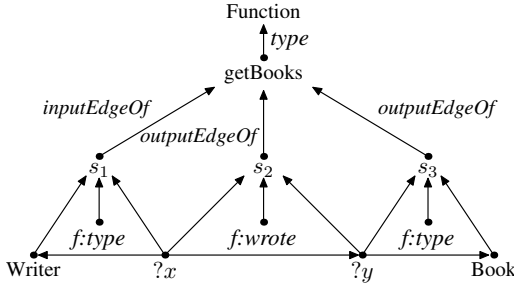 Function
type
getBooks
inputEdgeOf
outputEdgeOf
outputEdgeOf
s1 s2 s3
f:type f:wrote f:type
Writer ?x ?y Book